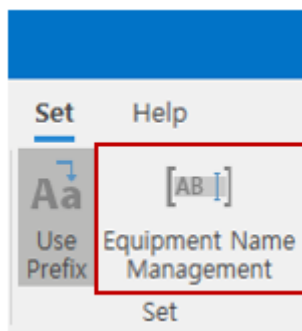 Set Help
Aa [AB]
Use Equipment Name
Prefix Management
Set